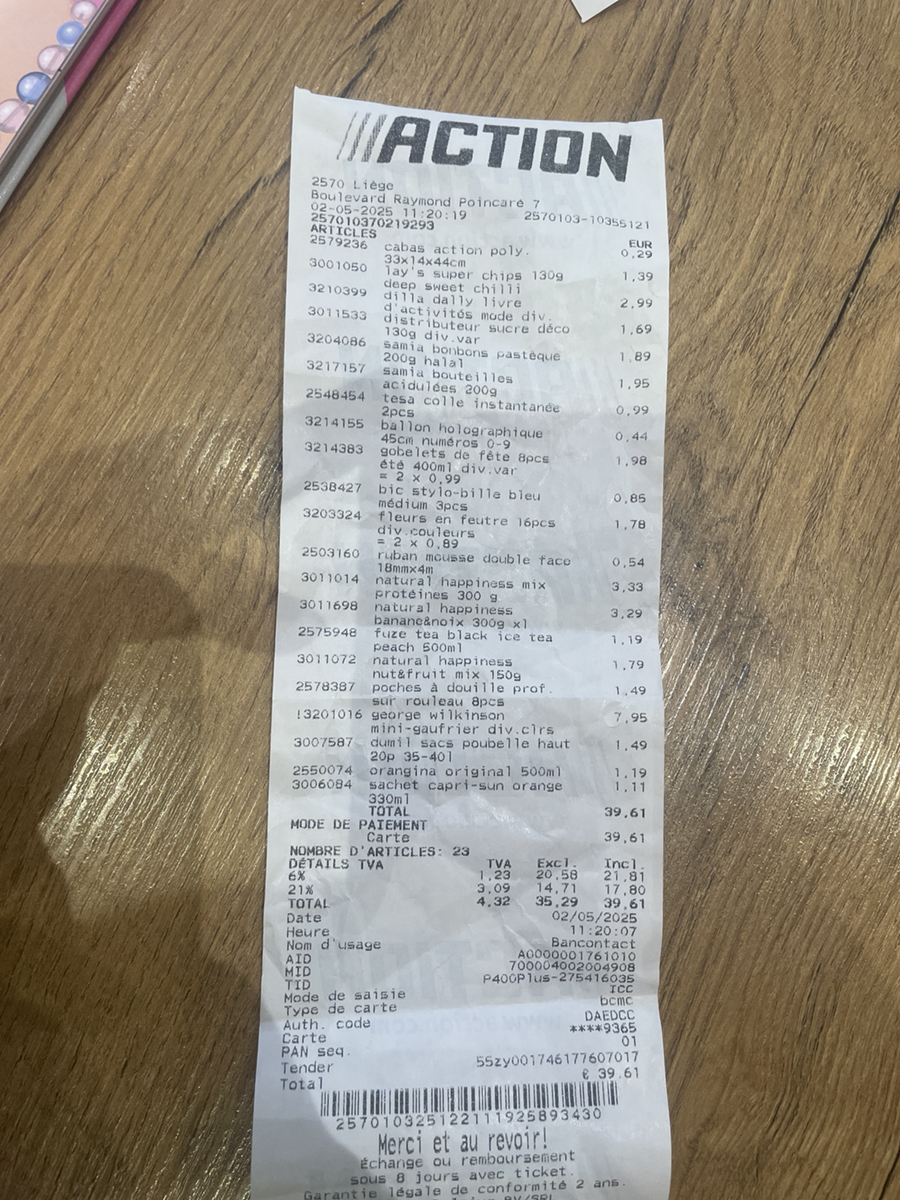 ACTION
2570 Liège
Boulevard Raymond Poincaré 7
02-05-2025 11:20:19 2570103-10355121
257010370219293
ARTICLES EUR
2579236 cabas action poly. 0,29
33x14x44cm
3001050 lay's super chips 130g 1,39
deep sweet chilli
3210399 dilla dally livre 2,99
d'activités mode div.
3011533 distributeur sucre déco 1,69
130g div.var
3204086 samia bonbons pastèque 1,89
200g halal
3217157 samia bouteilles 1,95
acidulées 200g
2548454 tesa colle instantanée 0,99
2pcs
3214155 ballon holographique 0,44
45cm numéros 0-9
3214383 gobelets de fête 8pcs 1,98
été 400ml div.var
= 2 x 0,99
2538427 bic stylo-bille bleu 0,85
médium 3pcs
3203324 fleurs en feutre 16pcs 1,78
div.couleurs
= 2 x 0,89
2503160 ruban mousse double face 0,54
18mmx4m
3011014 natural happiness mix 3,33
protéines 300 g
3011698 natural happiness 3,29
banane&noix 300g x1
2575948 fuze tea black ice tea 1,19
peach 500ml
3011072 natural happiness 1,79
nut&fruit mix 150g
2578387 poches à douille prof. 1,49
sur rouleau 8pcs
!3201016 george wilkinson 7,95
mini-gaufrier div.clrs
3007587 dumil sacs poubelle haut 1,49
20p 35-40l
2550074 orangina original 500ml 1,19
3006084 sachet capri-sun orange 1,11
330ml
TOTAL 39,61
MODE DE PAIEMENT
Carte 39,61
NOMBRE D'ARTICLES: 23
DÉTAILS TVA TVA Excl. Incl.
6% 1,23 20,58 21,81
21% 3,09 14,71 17,80
TOTAL 4,32 35,29 39,61
Date 02/05/2025
Heure 11:20:07
Nom d'usage Bancontact
AID A0000001761010
MID 700004002004908
TID P400Plus-275416035
Mode de saisie ICC
Type de carte bcmc
Auth. code DAEDCC
Carte ****9365
PAN seq. 01
Tender 55zy001746177607017
Total € 39.61
2570103251221119258934​30
Merci et au revoir!
Échange ou remboursement
sous 8 jours avec ticket.
Garantie légale de conformité 2 ans.